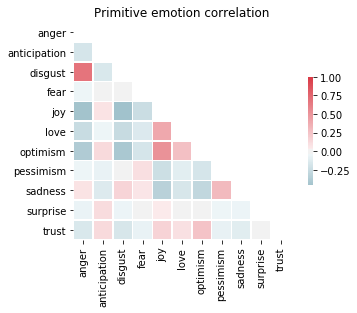 Primitive emotion correlation
anger
anticipation
disgust
fear
joy
love
optimism
pessimism
sadness
surprise
trust
1.00
0.75
0.50
0.25
0.00
−0.25
anger
anticipation
disgust
fear
joy
love
optimism
pessimism
sadness
surprise
trust